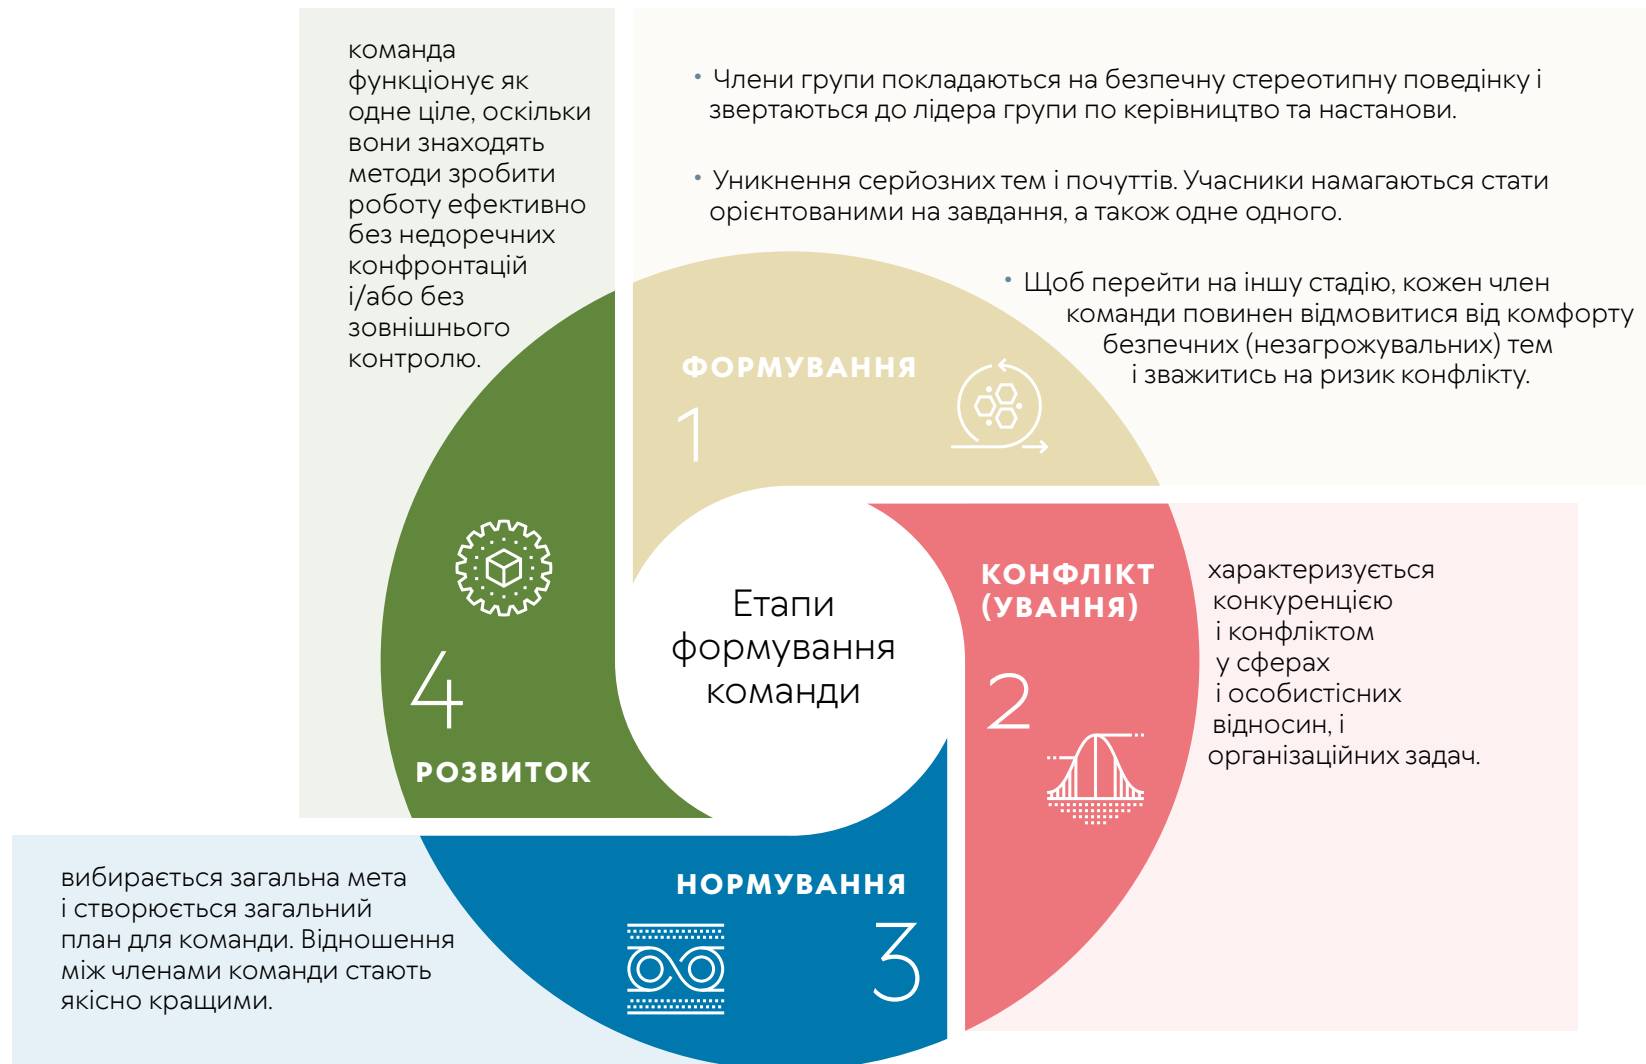 Етапи
формування
команди
ФОРМУВАННЯ
1
• Члени групи покладаються на безпечну стереотипну поведінку і
звертаються до лідера групи по керівництво та настанови.
• Уникнення серйозних тем і почуттів. Учасники намагаються стати
орієнтованими на завдання, а також одне одного.
• Щоб перейти на іншу стадію, кожен член
команди повинен відмовитися від комфорту
безпечних (незагрожувальних) тем
і зважитись на ризик конфлікту.
КОНФЛІКТ
(УВАННЯ)
2
характеризується
конкуренцією
і конфліктом
у сферах
і особистісних
відносин, і
організаційних задач.
НОРМУВАННЯ
3
вибирається загальна мета
і створюється загальний
план для команди. Відношення
між членами команди стають
якісно кращими.
4
РОЗВИТОК
команда
функціонує як
одне ціле, оскільки
вони знаходять
методи зробити
роботу ефективно
без недоречних
конфронтацій
і/або без
зовнішнього
контролю.